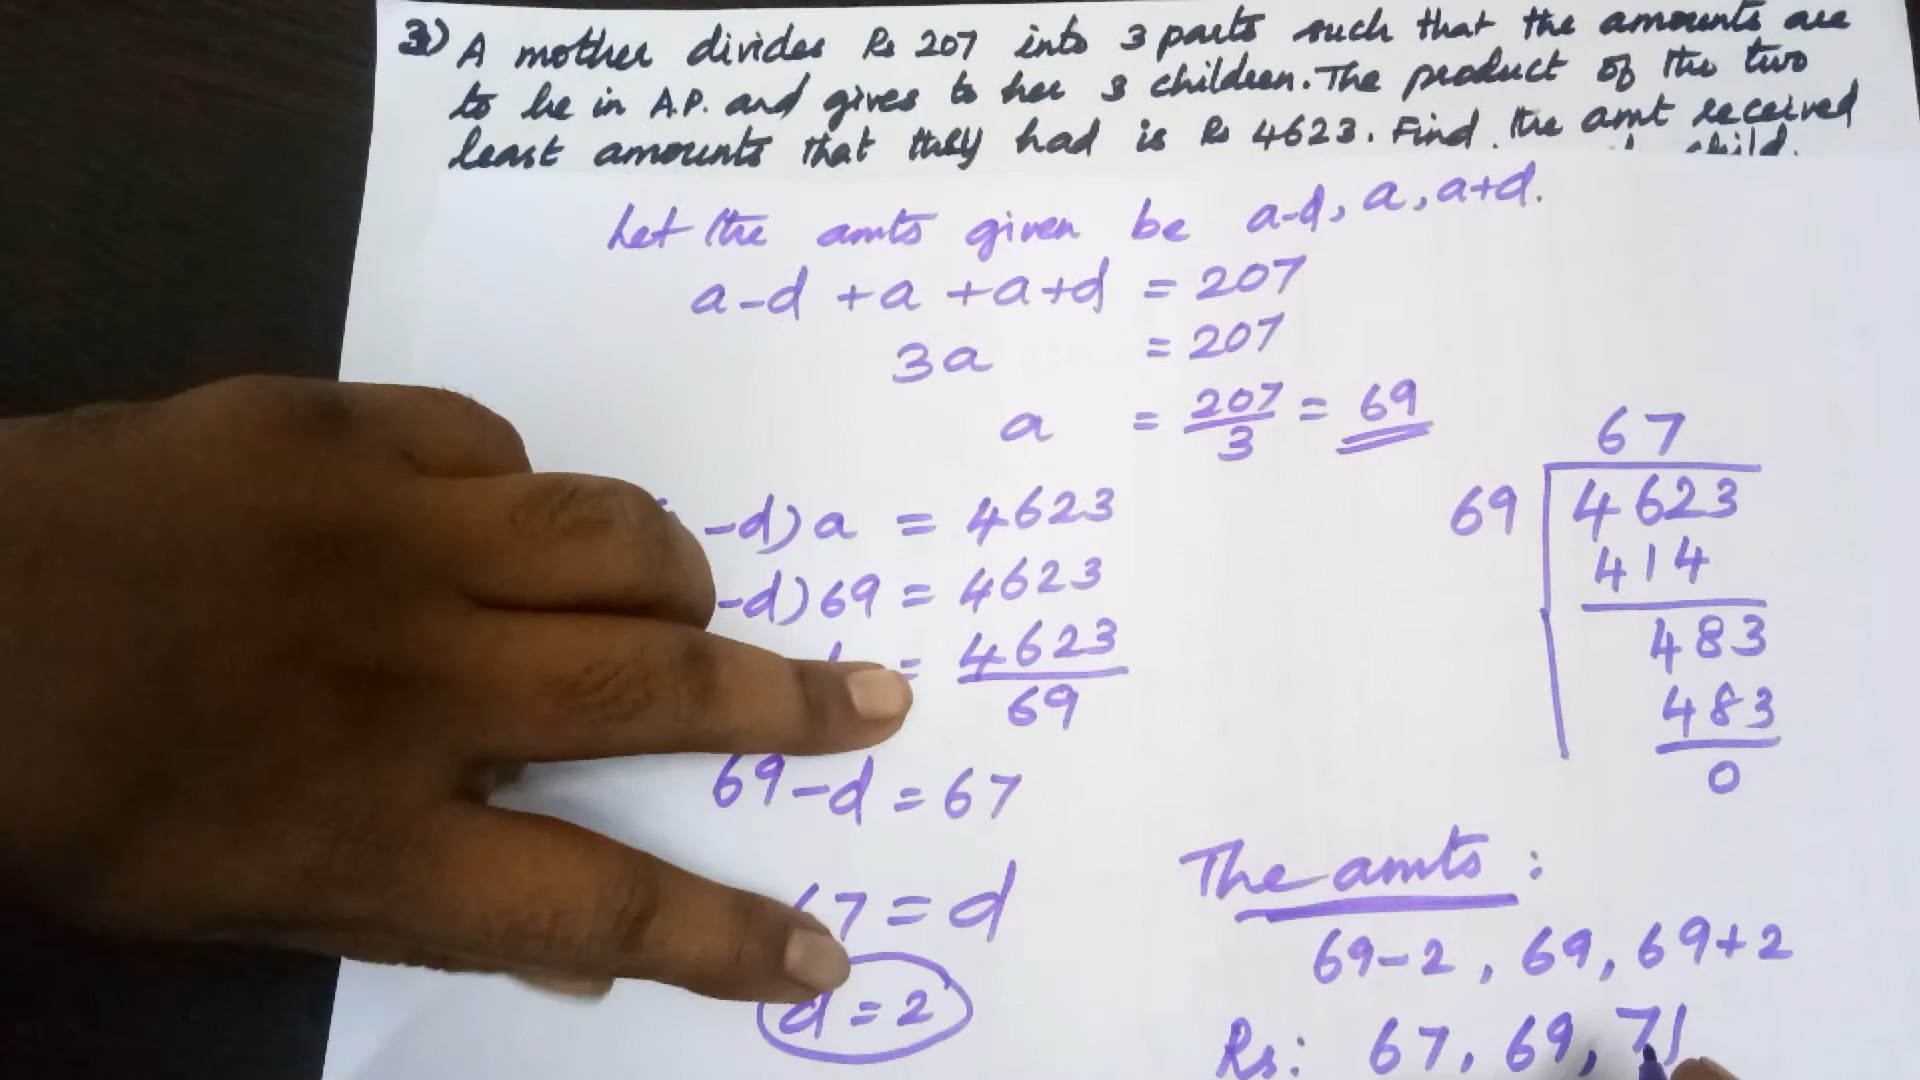 3) A mother divides Rs 207 into 3 parts such that the amounts are
to be in A.P. and gives to her 3 children. The product of the two
least amounts that they had is Rs 4623. Find the amt received
child.
Let the amts given be a-d, a, a+d.
a-d +a +a+d = 207
3a = 207
a = 207/3 = 69
-d)a = 4623
-d)69 = 4623
= 4623/69
69-d = 67
67 = d
d = 2
67
69 4623
414
483
483
0
The amts :
69-2, 69, 69+2
Rs: 67, 69, 71